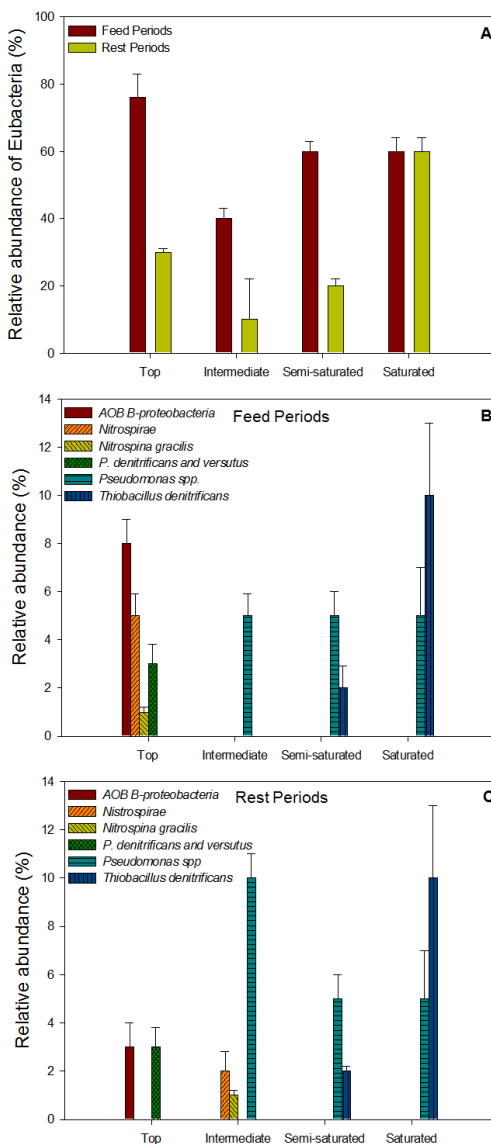 A
Feed Periods
Rest Periods
Relative abundance of Eubacteria (%)
100
80
60
40
20
0
Top Intermediate Semi-saturated Saturated
B
Feed Periods
AOB B-proteobacteria
Nitrospirae
Nitrospina gracilis
P. denitrificans and versutus
Pseudomonas spp.
Thiobacillus denitrificans
Relative abundance (%)
14
12
10
8
6
4
2
0
Top Intermediate Semi-saturated Saturated
C
Rest Periods
AOB B-proteobacteria
Nistrospirae
Nitrospina gracilis
P. denitrificans and versutus
Pseudomonas spp
Thiobacillus denitrificans
Relative abundance (%)
14
12
10
8
6
4
2
0
Top Intermediate Semi-saturated Saturated